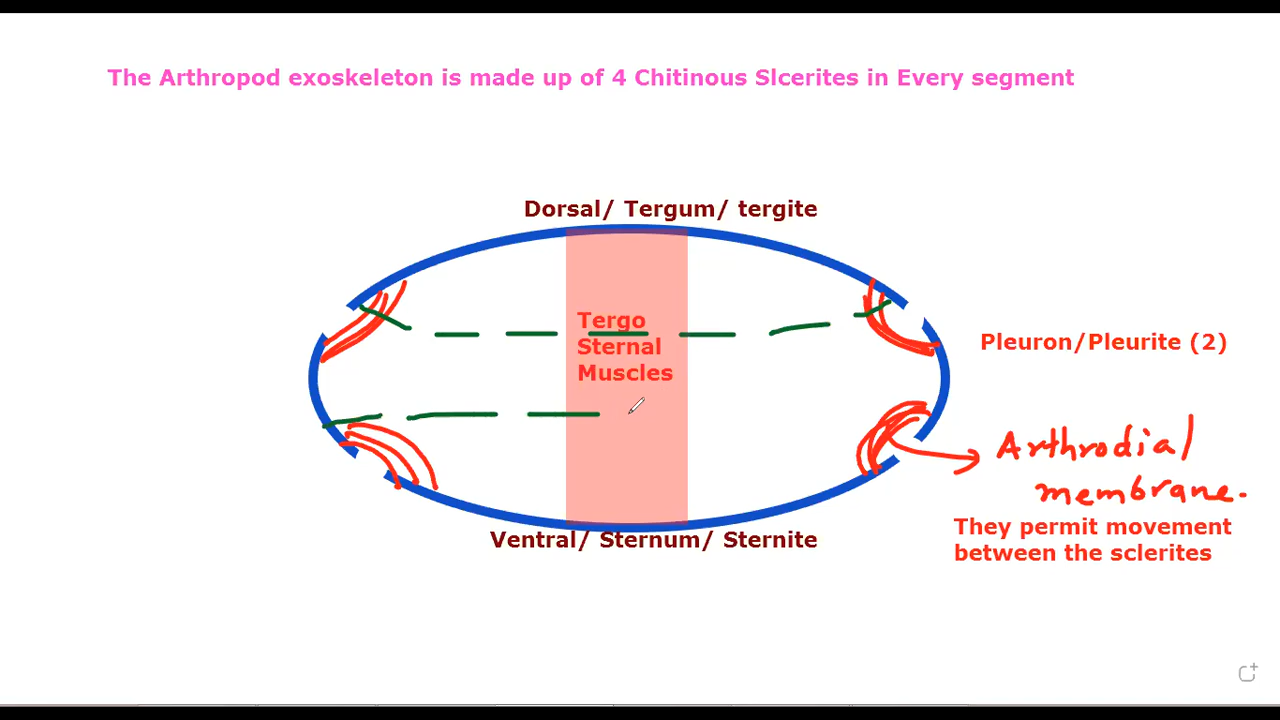 The Arthropod exoskeleton is made up of 4 Chitinous Slcerites in Every segment
Dorsal/ Tergum/ tergite
Tergo
Sternal
Muscles
Pleuron/Pleurite (2)
Arthrodial
membrane.
They permit movement
between the sclerites
Ventral/ Sternum/ Sternite